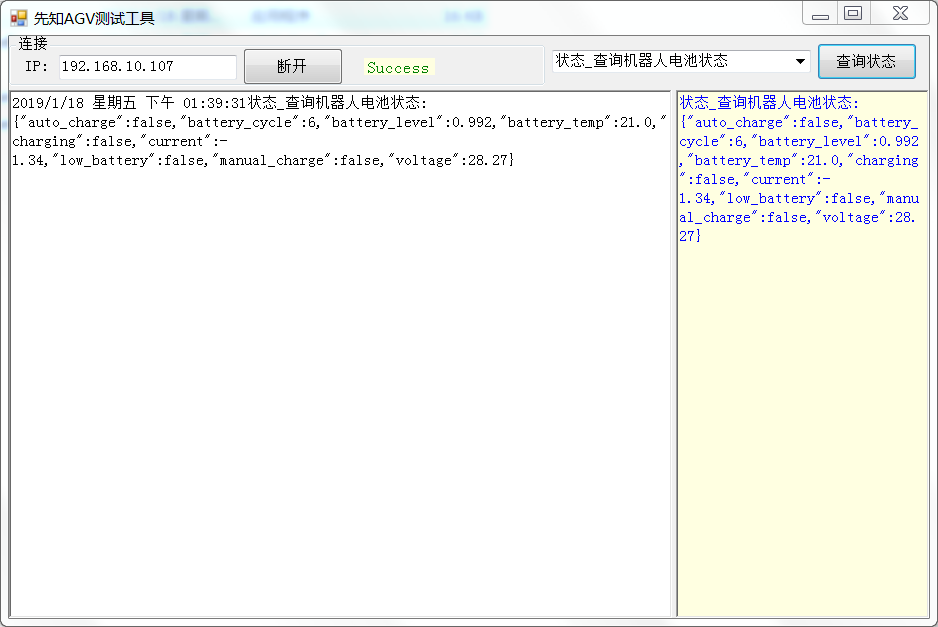 先知AGV测试工具
连接
IP: 192.168.10.107 断开 Success 状态_查询机器人电池状态 查询状态
2019/1/18 星期五 下午 01:39:31状态_查询机器人电池状态:
{"auto_charge":false,"battery_cycle":6,"battery_level":0.992,"battery_temp":21.0,"
charging":false,"current":-
1.34,"low_battery":false,"manual_charge":false,"voltage":28.27}
状态_查询机器人电池状态:
{"auto_charge":false,"battery_
cycle":6,"battery_level":0.992
,"battery_temp":21.0,"charging
":false,"current":-
1.34,"low_battery":false,"manu
al_charge":false,"voltage":28.
27}